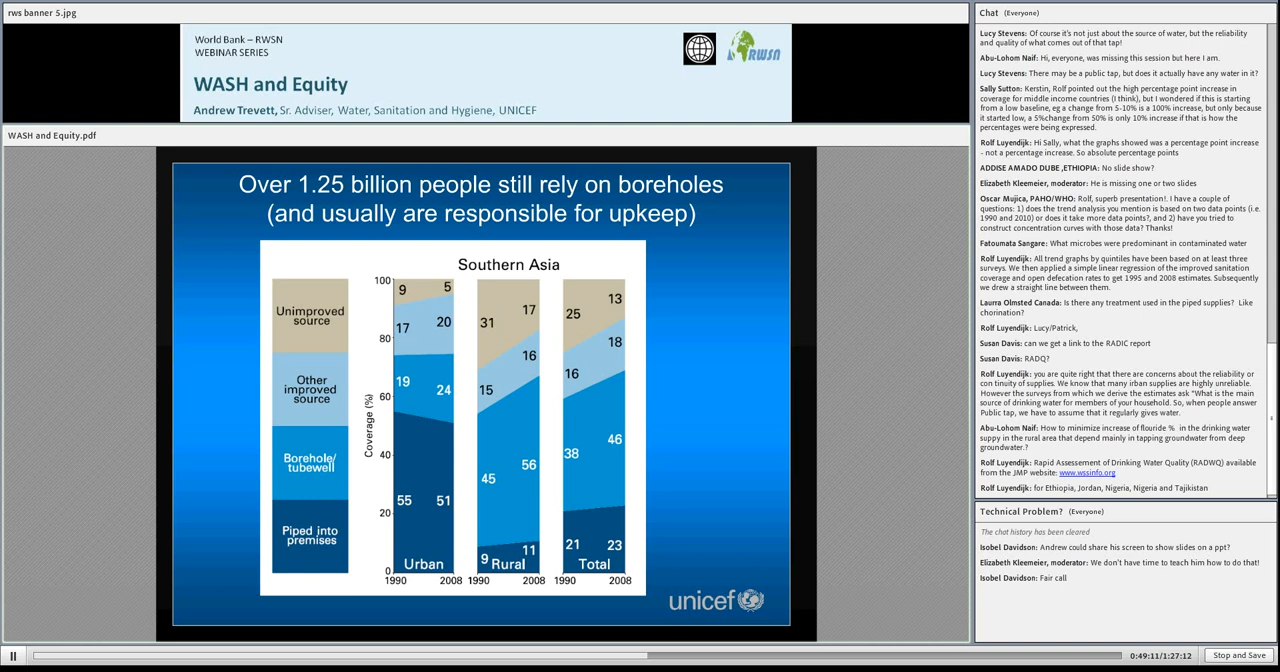 rws banner 5.jpg
World Bank – RWSN
WEBINAR SERIES
RWSN
WASH and Equity
Andrew Trevett, Sr. Adviser, Water, Sanitation and Hygiene, UNICEF
WASH and Equity.pdf
Over 1.25 billion people still rely on boreholes
(and usually are responsible for upkeep)
Southern Asia
Unimproved
source
Other
improved
source
Borehole/
tubewell
Piped into
premises
Coverage (%)
100
80
60
40
20
0
9 5
17 20
19 24
55 51
Urban
1990 2008
31 17
15 16
45 56
9 11
Rural
1990 2008
25 13
16 18
38 46
21 23
Total
1990 2008
unicef
Chat (Everyone)
Lucy Stevens: Of course it's not just about the source of water, but the reliability
and quality of what comes out of that tap!
Abu-Lohom Naif: Hi, everyone, was missing this session but here I am.
Lucy Stevens: There may be a public tap, but does it actually have any water in it?
Sally Sutton: Kerstin, Rolf pointed out the high percentage point increase in
coverage for middle income countries (I think), but I wondered if this is starting
from a low baseline, eg a change from 5-10% is a 100% increase, but only because
it started low, a 5%change from 50% is only 10% increase if that is how the
percentages were being expressed.
Rolf Luyendijk: Hi Sally, what the graphs showed was a percentage point increase
- not a percentage increase. So absolute percentage points
ADDISE AMADO DUBE ,ETHIOPIA: No slide show?
Elizabeth Kleemeier, moderator: He is missing one or two slides
Oscar Mujica, PAHO/WHO: Rolf, superb presentation!. I have a couple of
questions: 1) does the trend analysis you mention is based on two data points (i.e.
1990 and 2010) or does it take more data points?, and 2) have you tried to
construct concentration curves with those data? Thanks!
Fatoumata Sangare: What microbes were predominant in contaminated water
Rolf Luyendijk: All trend graphs by quintiles have been based on at least three
surveys. We then applied a simple linear regression of the improved sanitation
coverage and open defecation rates to get 1995 and 2008 estimates. Subsequently
we drew a straight line between them.
Laurra Olmsted Canada: Is there any treatment used in the piped supplies? Like
chorination?
Rolf Luyendijk: Lucy/Patrick,
Susan Davis: can we get a link to the RADIC report
Susan Davis: RADQ?
Rolf Luyendijk: you are quite right that there are concerns about the reliability or
con tinuity of supplies. We know that many irban supplies are highly unreliable.
However the surveys from which we derive the estimates ask "What is the main
source of drinking water for members of your household. So, when people answer
Public tap, we have to assume that it regularly gives water.
Abu-Lohom Naif: How to minimize increase of flouride % in the drinking water
suppy in the rural area that depend mainly in tapping groundwater from deep
groundwater.?
Rolf Luyendijk: Rapid Assessment of Drinking Water Quality (RADWQ) available
from the JMP website: www.wssinfo.org
Rolf Luyendijk: for Ethiopia, Jordan, Nigeria, Nigeria and Tajikistan
Technical Problem? (Everyone)
The chat history has been cleared
Isobel Davidson: Andrew could share his screen to show slides on a ppt?
Elizabeth Kleemeier, moderator: We don't have time to teach him how to do that!
Isobel Davidson: Fair call
0:49:11/1:27:12
Stop and Save